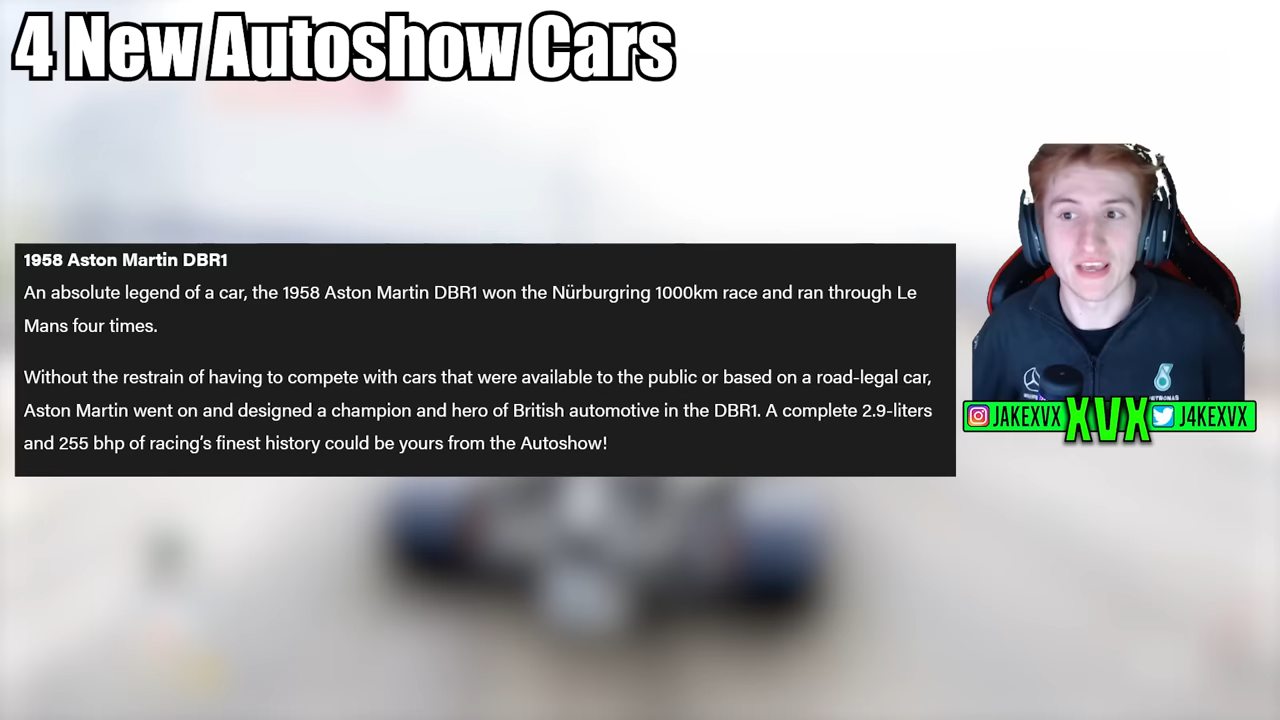 4 New Autoshow Cars
1958 Aston Martin DBR1
An absolute legend of a car, the 1958 Aston Martin DBR1 won the Nürburgring 1000km race and ran through Le
Mans four times.
Without the restrain of having to compete with cars that were available to the public or based on a road-legal car,
Aston Martin went on and designed a champion and hero of British automotive in the DBR1. A complete 2.9-liters
and 255 bhp of racing’s finest history could be yours from the Autoshow!
JAKEXVX XVX J4KEXVX